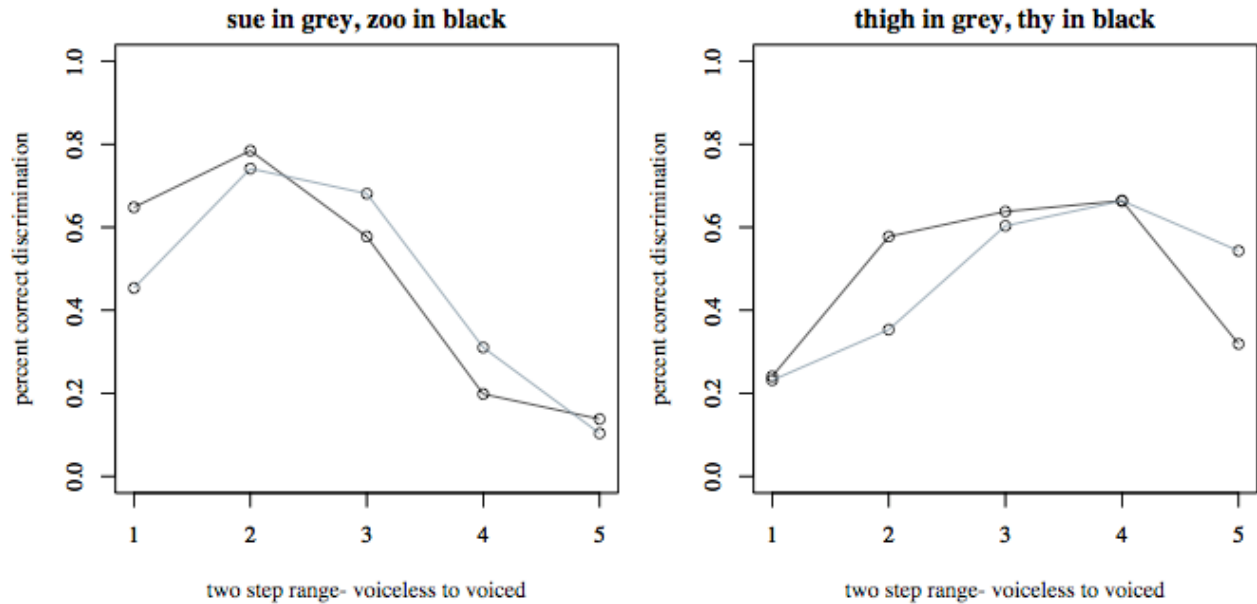 sue in grey, zoo in black
percent correct discrimination
1.0
0.8
0.6
0.4
0.2
0.0
1 2 3 4 5
two step range- voiceless to voiced
thigh in grey, thy in black
percent correct discrimination
1.0
0.8
0.6
0.4
0.2
0.0
1 2 3 4 5
two step range- voiceless to voiced